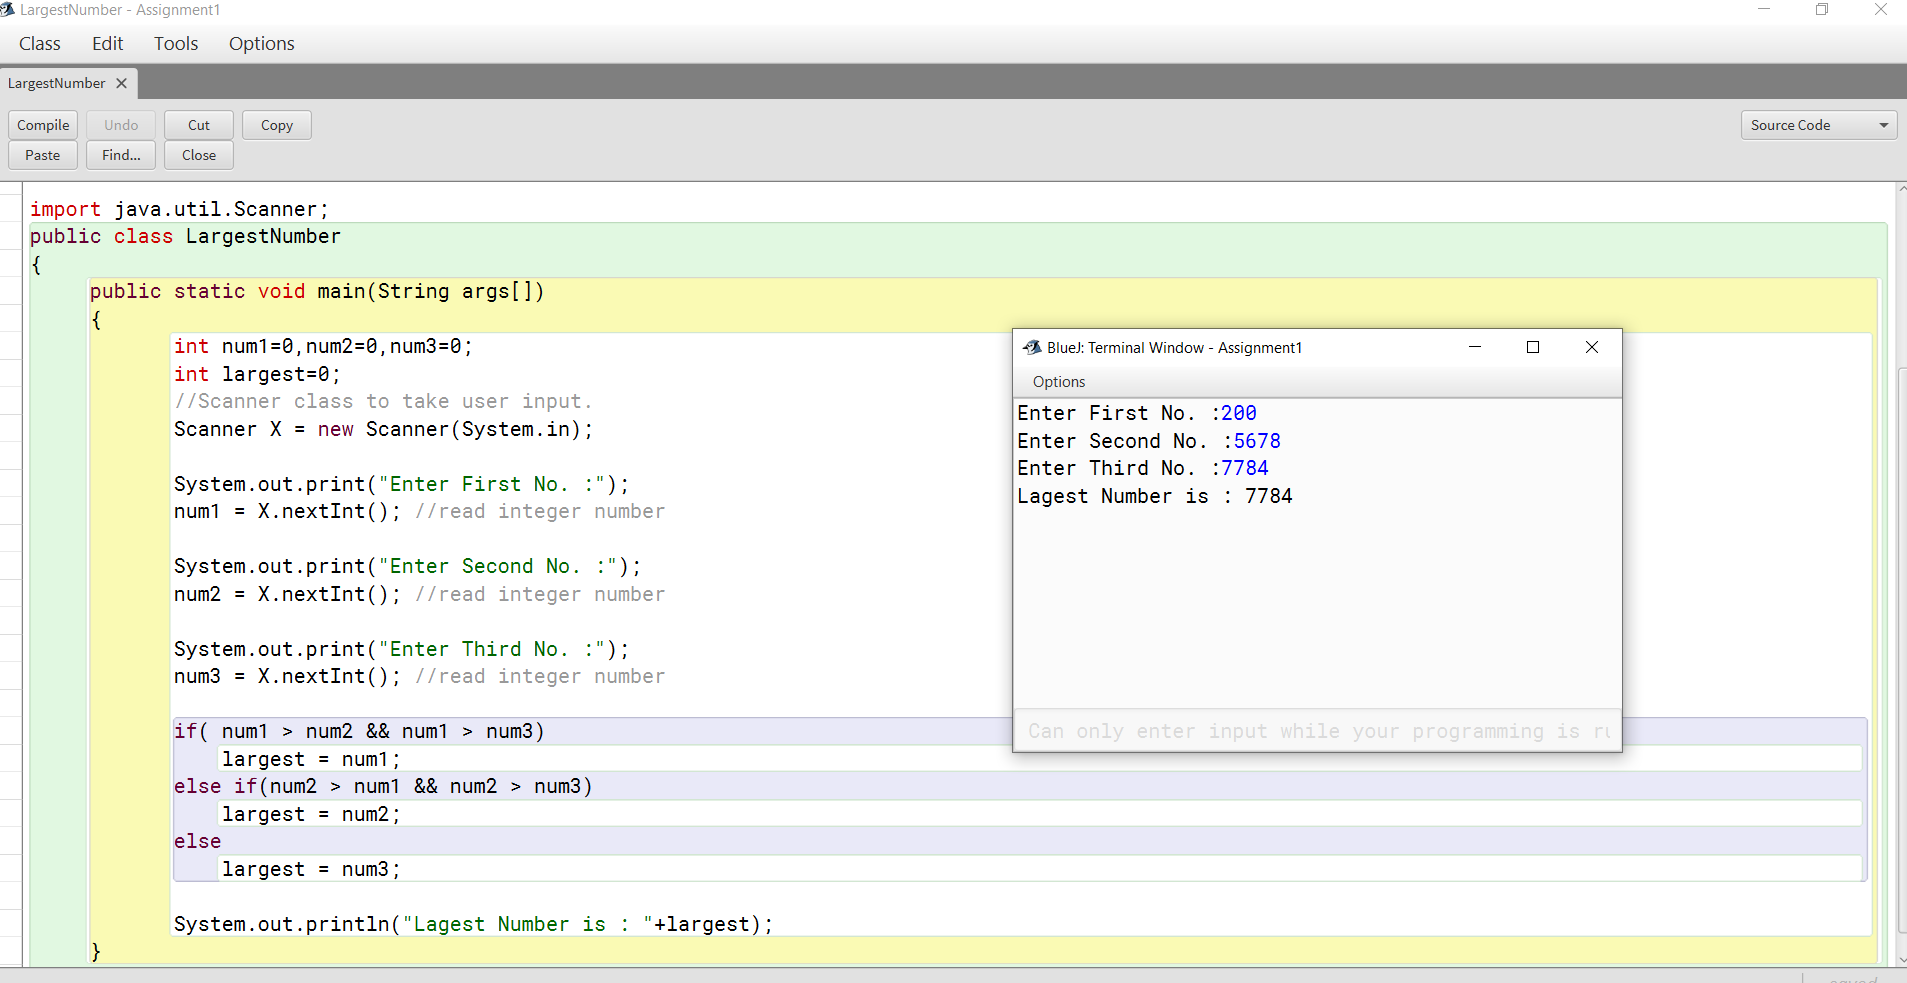 LargestNumber - Assignment1
Class Edit Tools Options
LargestNumber
Compile Undo Cut Copy Source Code
Paste Find... Close
import java.util.Scanner;
public class LargestNumber
{
public static void main(String args[])
{
int num1=0,num2=0,num3=0;
int largest=0;
//Scanner class to take user input.
Scanner X = new Scanner(System.in);
System.out.print("Enter First No. :");
num1 = X.nextInt(); //read integer number
System.out.print("Enter Second No. :");
num2 = X.nextInt(); //read integer number
System.out.print("Enter Third No. :");
num3 = X.nextInt(); //read integer number
if( num1 > num2 && num1 > num3)
largest = num1;
else if(num2 > num1 && num2 > num3)
largest = num2;
else
largest = num3;
System.out.println("Lagest Number is : "+largest);
}
BlueJ: Terminal Window - Assignment1
Options
Enter First No. :200
Enter Second No. :5678
Enter Third No. :7784
Lagest Number is : 7784
Can only enter input while your programming is